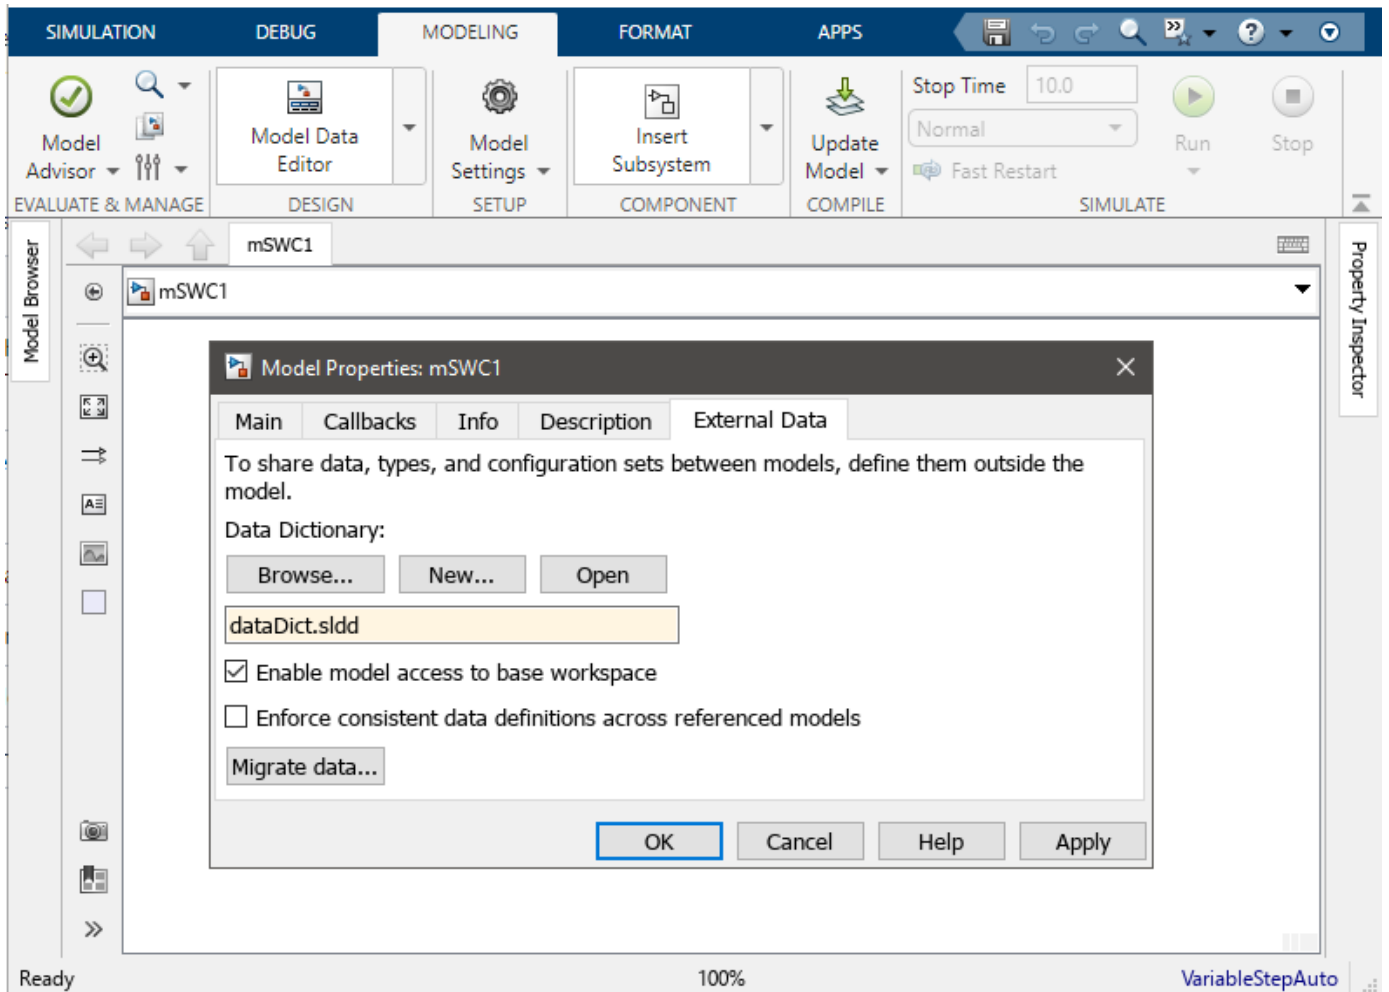 SIMULATION DEBUG MODELING FORMAT APPS
Model Advisor
EVALUATE & MANAGE
Model Data Editor
DESIGN
Model Settings
SETUP
Insert Subsystem
COMPONENT
Update Model
COMPILE
Stop Time 10.0
Normal
Fast Restart
Run
Stop
SIMULATE
Model Browser
mSWC1
mSWC1
Property Inspector
Model Properties: mSWC1
Main Callbacks Info Description External Data
To share data, types, and configuration sets between models, define them outside the
model.
Data Dictionary:
Browse... New... Open
dataDict.sldd
Enable model access to base workspace
Enforce consistent data definitions across referenced models
Migrate data...
OK Cancel Help Apply
Ready 100% VariableStepAuto